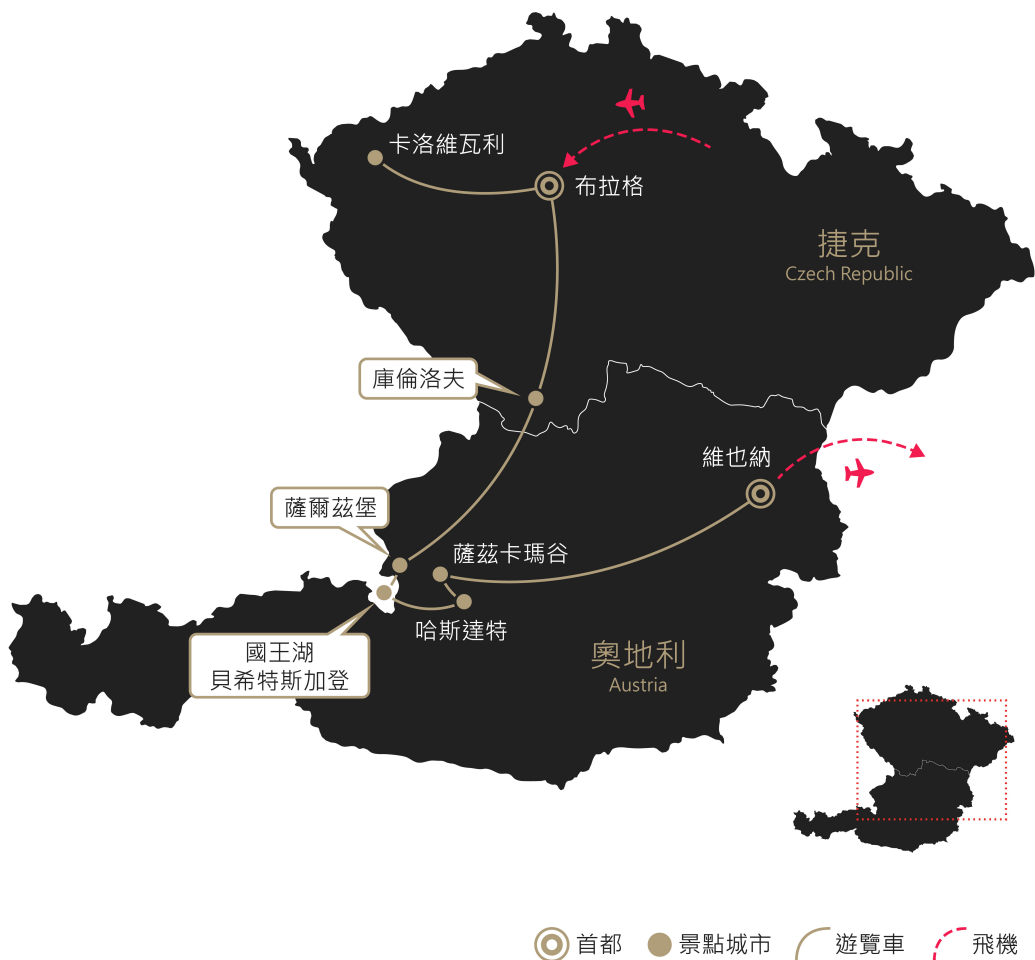 卡洛維瓦利
布拉格
捷克
Czech Republic
庫倫洛夫
維也納
薩爾茲堡
薩茲卡瑪谷
哈斯達特
國王湖
貝希特斯加登
奧地利
Austria
首都
景點城市
遊覽車
飛機